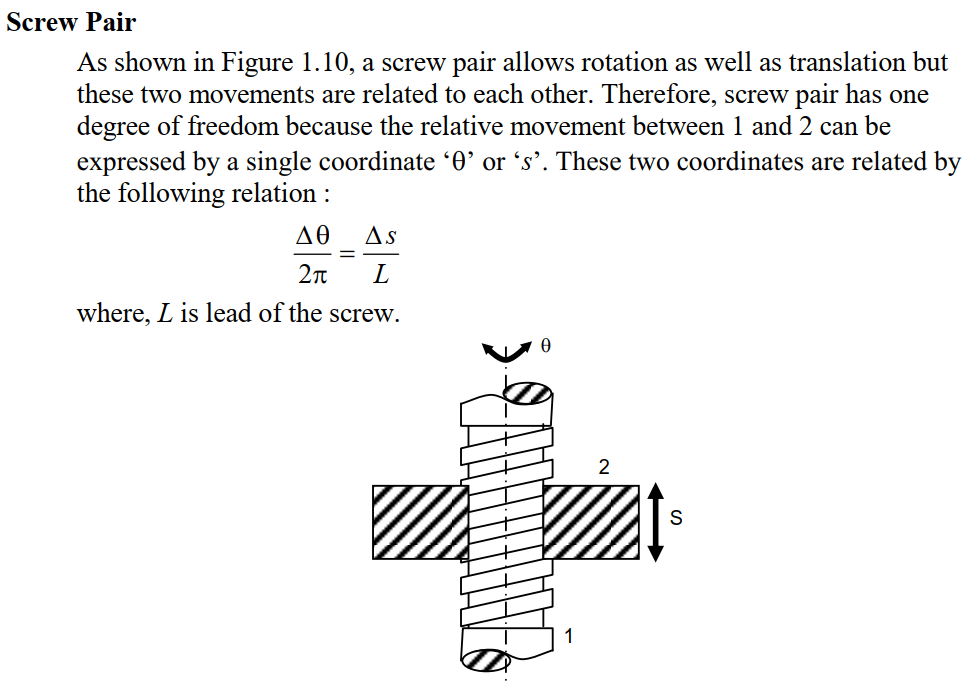 Screw Pair
As shown in Figure 1.10, a screw pair allows rotation as well as translation but
these two movements are related to each other. Therefore, screw pair has one
degree of freedom because the relative movement between 1 and 2 can be
expressed by a single coordinate ‘θ’ or ‘s’. These two coordinates are related by
the following relation :
Δθ/2π = Δs/L
where, L is lead of the screw.
θ
2
S
1